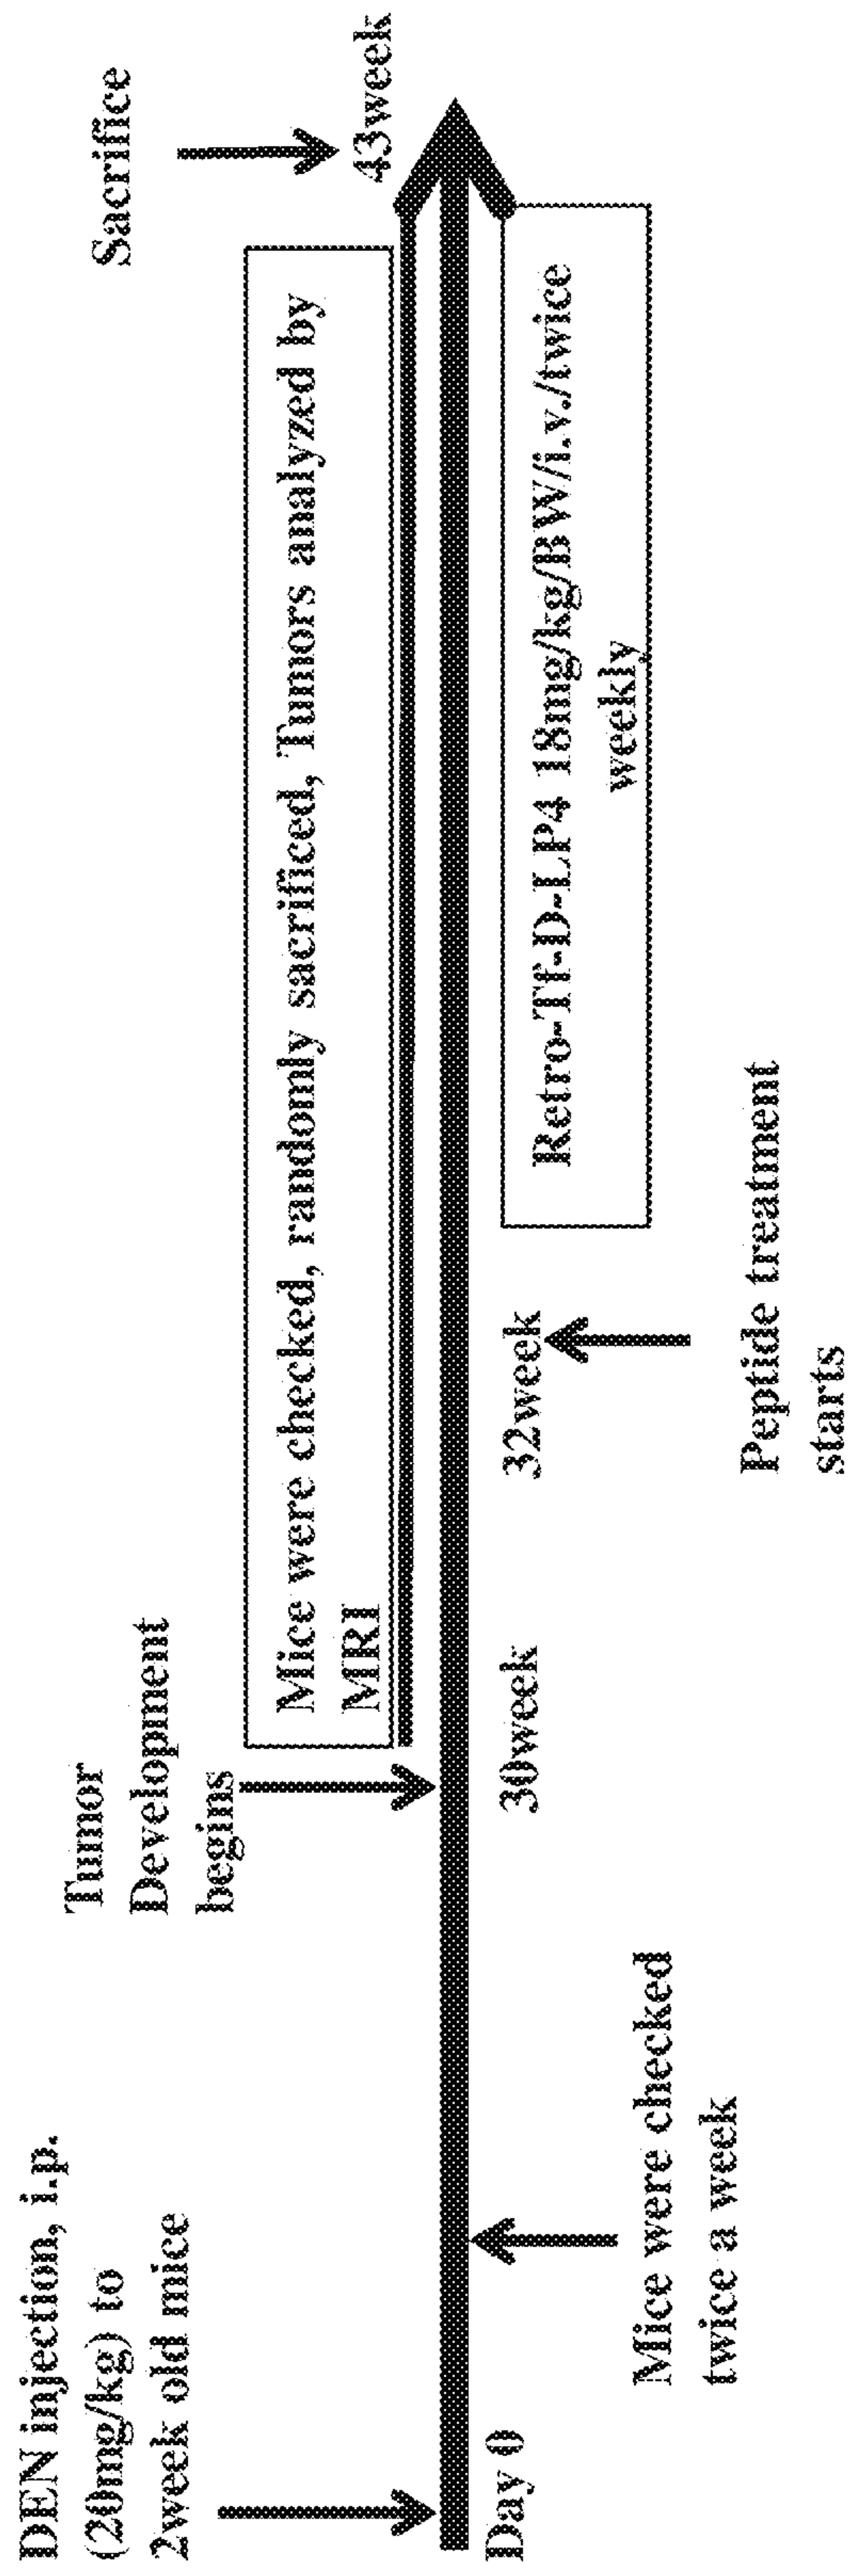 DEN injection, i.p.
(20mg/kg) to
2week old mice
Day 0
Mice were checked
twice a week
Tumor
Development
begins
30week
Mice were checked, randomly sacrificed, Tumors analyzed by
MRI
32week
Peptide treatment
starts
Retro-Tf-D-LP4 18mg/kg/BW/i.v./twice
weekly
Sacrifice
43week